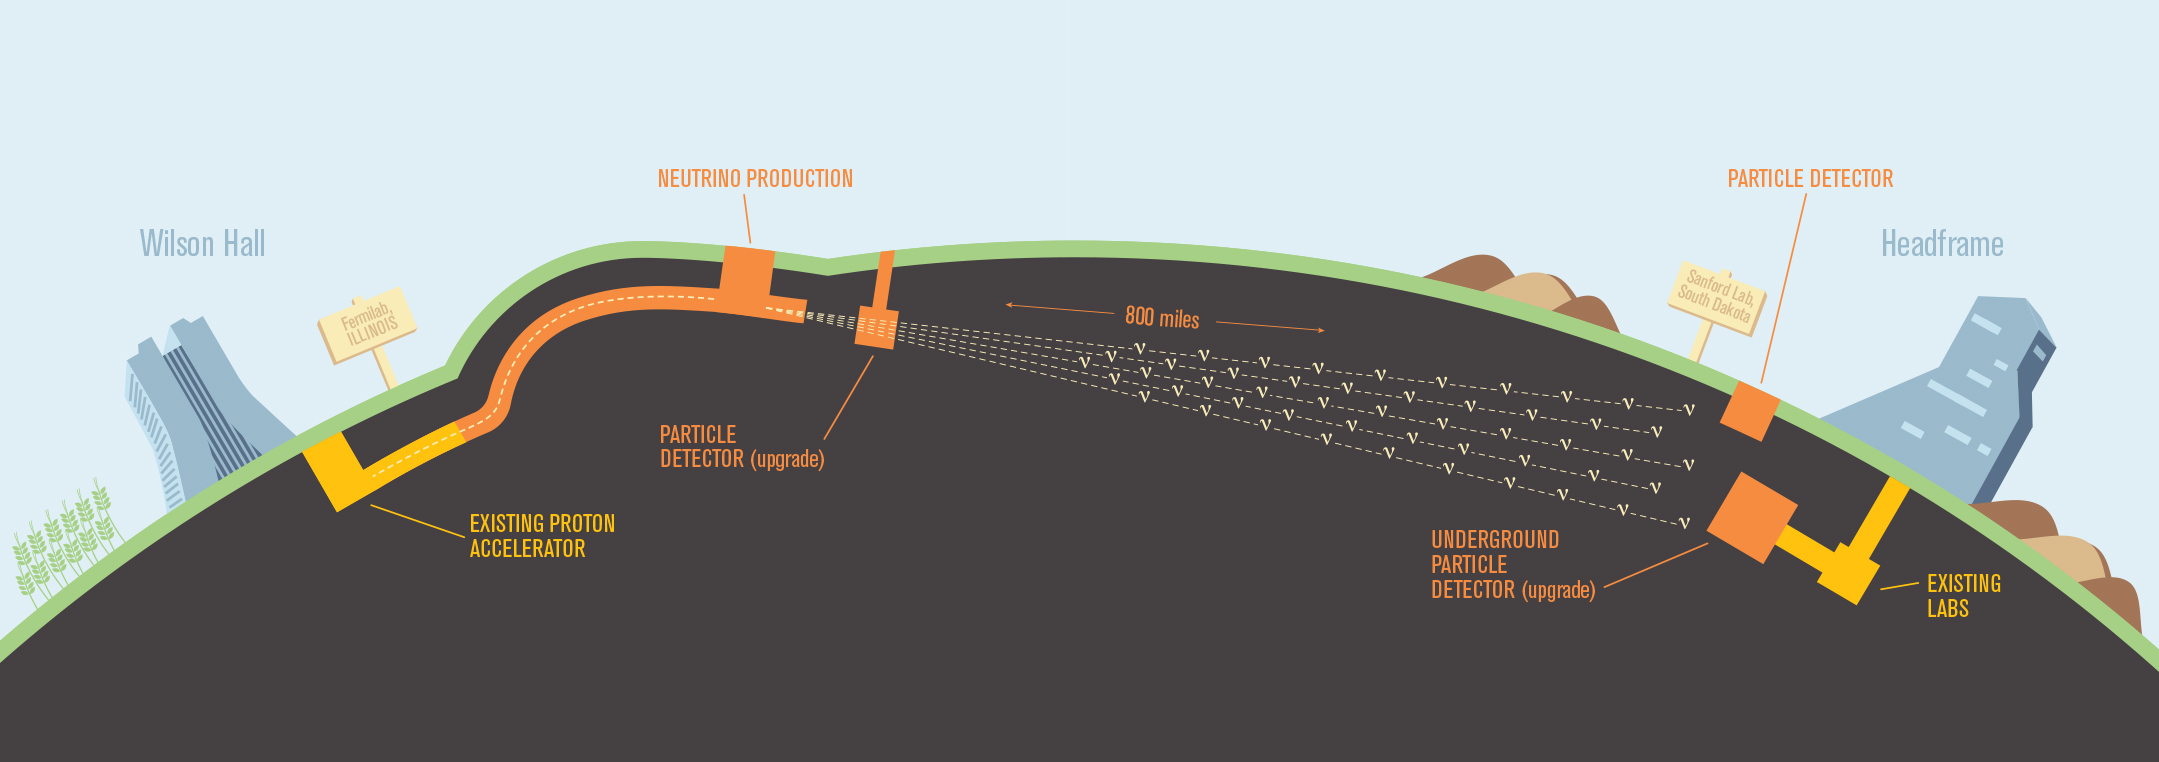 NEUTRINO PRODUCTION
PARTICLE DETECTOR
Wilson Hall
Headframe
Fermilab,
ILLINOIS
Sanford Lab,
South Dakota
800 miles
PARTICLE
DETECTOR (upgrade)
EXISTING PROTON
ACCELERATOR
UNDERGROUND
PARTICLE
DETECTOR (upgrade)
EXISTING
LABS
ν ν ν ν ν ν ν ν ν ν
ν ν ν ν ν ν ν ν ν
ν ν ν ν ν ν ν ν ν ν
ν ν ν ν ν ν ν ν ν ν
ν ν ν ν ν ν ν ν ν ν